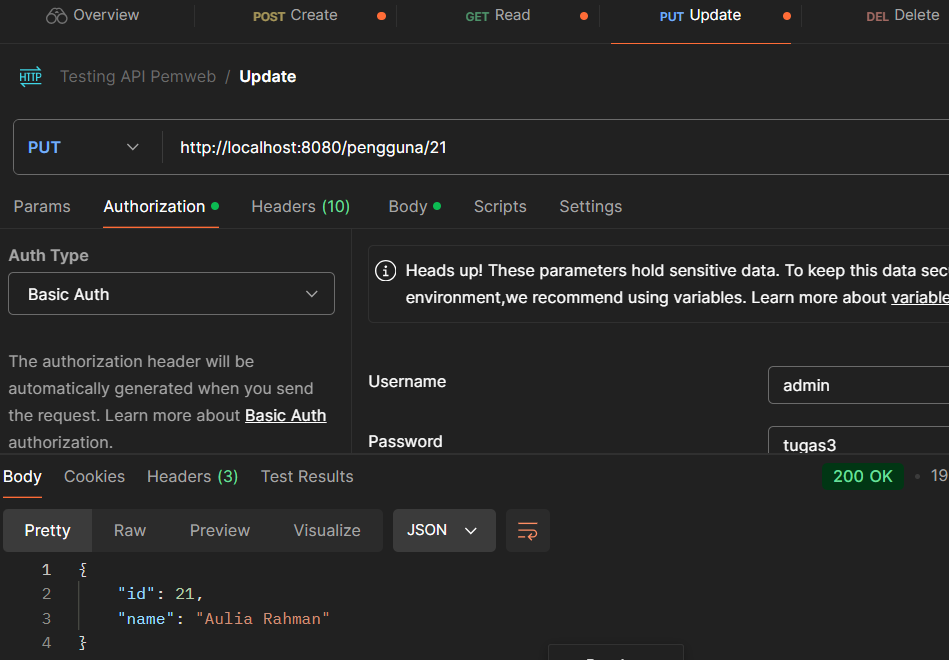 Overview POST Create GET Read PUT Update DEL Delete
HTTP Testing API Pemweb / Update
PUT http://localhost:8080/pengguna/21
Params Authorization Headers (10) Body Scripts Settings
Auth Type
Basic Auth
Heads up! These parameters hold sensitive data. To keep this data sec
environment,we recommend using variables. Learn more about variable
The authorization header will be
automatically generated when you send
the request. Learn more about Basic Auth
authorization.
Username admin
Password tugas3
Body Cookies Headers (3) Test Results 200 OK • 19
Pretty Raw Preview Visualize JSON
1 {
2 "id": 21,
3 "name": "Aulia Rahman"
4 }